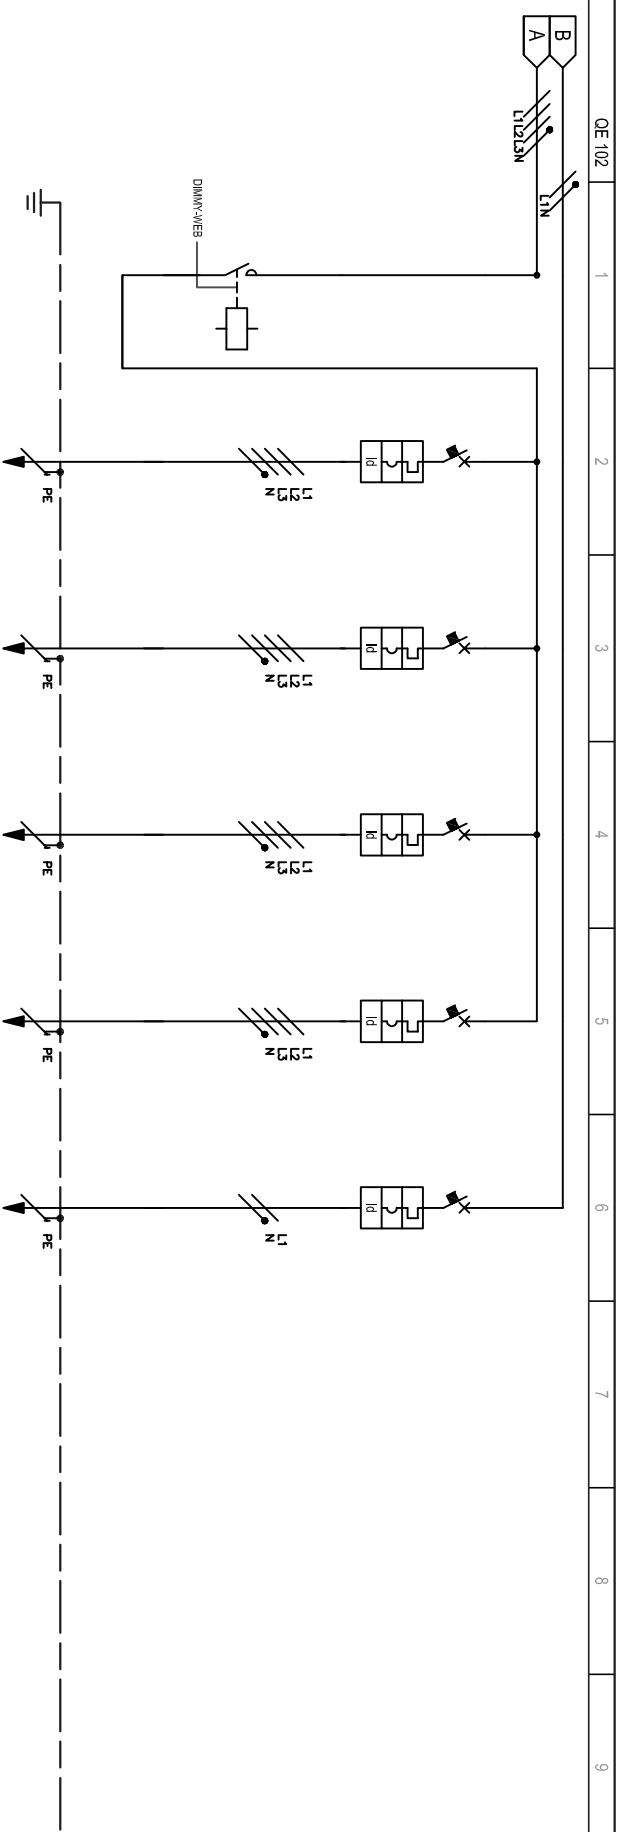 QE 102
1
2
3
4
5
6
7
8
9
B
A
L1N
L1L2L3N
DIMMY-WEB
Id
Id
Id
Id
Id
L1
L2
L3
N
L1
L2
L3
N
L1
L2
L3
N
L1
L2
L3
N
L1
N
PE
PE
PE
PE
PE